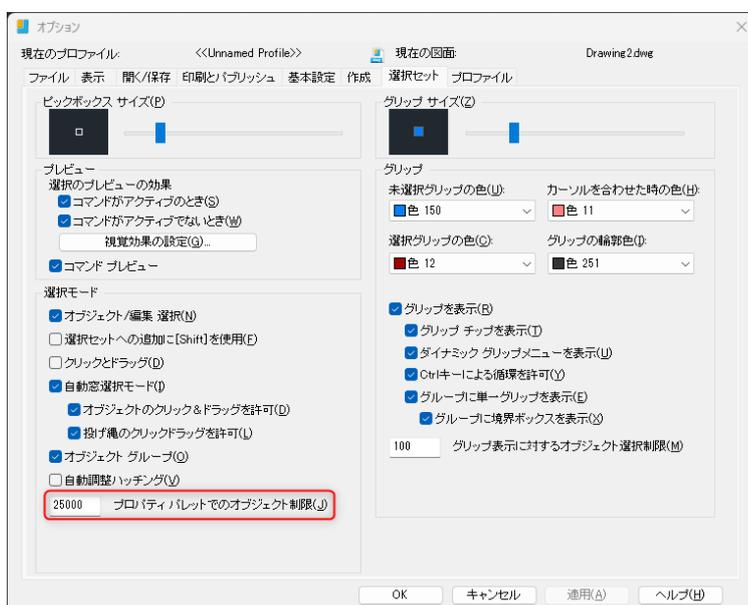 オプション
現在のプロファイル: <<Unnamed Profile>> 現在の図面: Drawing2.dwg
ファイル 表示 開く/保存 印刷とパブリッシュ 基本設定 作成 選択セット プロファイル
ピックボックス サイズ(P)
プレビュー
選択のプレビューの効果
コマンドがアクティブのとき(S)
コマンドがアクティブでないとき(W)
視覚効果の設定(G)...
コマンド プレビュー
選択モード
オブジェクト/編集 選択(N)
選択セットへの追加に[Shift]を使用(F)
クリックとドラッグ(D)
自動窓選択モード(I)
オブジェクトのクリック&ドラッグを許可(D)
投げ縄のクリックドラッグを許可(L)
オブジェクト グループ(O)
自動調整ハッチング(V)
25000 プロパティ パレットでのオブジェクト制限(J)
グリップ サイズ(Z)
グリップ
未選択グリップの色(U): カーソルを合わせた時の色(H):
色 150 色 11
選択グリップの色(C): グリップの輪郭色(I):
色 12 色 251
グリップを表示(R)
グリップ チップを表示(T)
ダイナミック グリップメニューを表示(U)
Ctrlキーによる循環を許可(Y)
グループに単一グリップを表示(E)
グループに境界ボックスを表示(X)
100 グリップ表示に対するオブジェクト選択制限(M)
OK キャンセル 適用(A) ヘルプ(H)